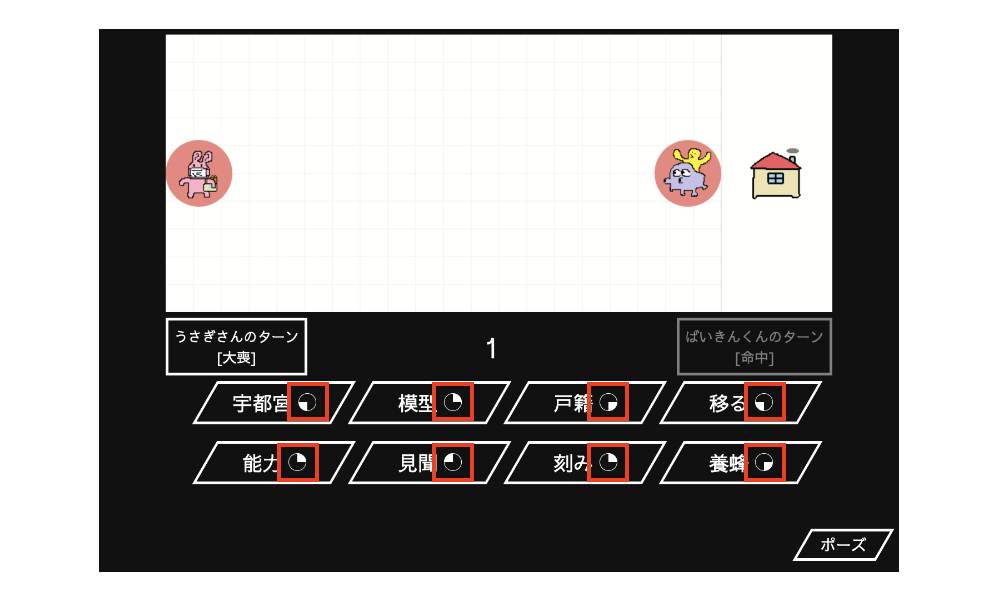 うさぎさんのターン
[大喪]
1
ばいきんくんのターン
[命中]
宇都宮 模型 戸籍 移る
能力 見聞 刻み 養蜂
ポーズ